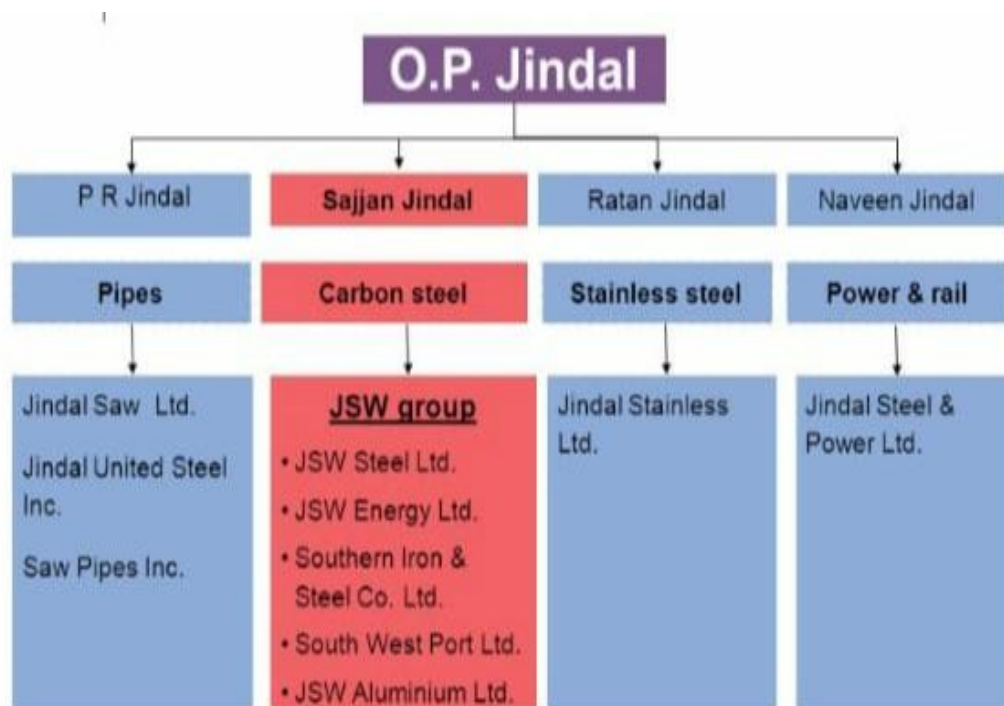 O.P. Jindal
P R Jindal
Sajjan Jindal
Ratan Jindal
Naveen Jindal
Pipes
Carbon steel
Stainless steel
Power & rail
Jindal Saw Ltd.
Jindal United Steel
Inc.
Saw Pipes Inc.
JSW group
• JSW Steel Ltd.
• JSW Energy Ltd.
• Southern Iron &
Steel Co. Ltd.
• South West Port Ltd.
• JSW Aluminium Ltd.
Jindal Stainless
Ltd.
Jindal Steel &
Power Ltd.